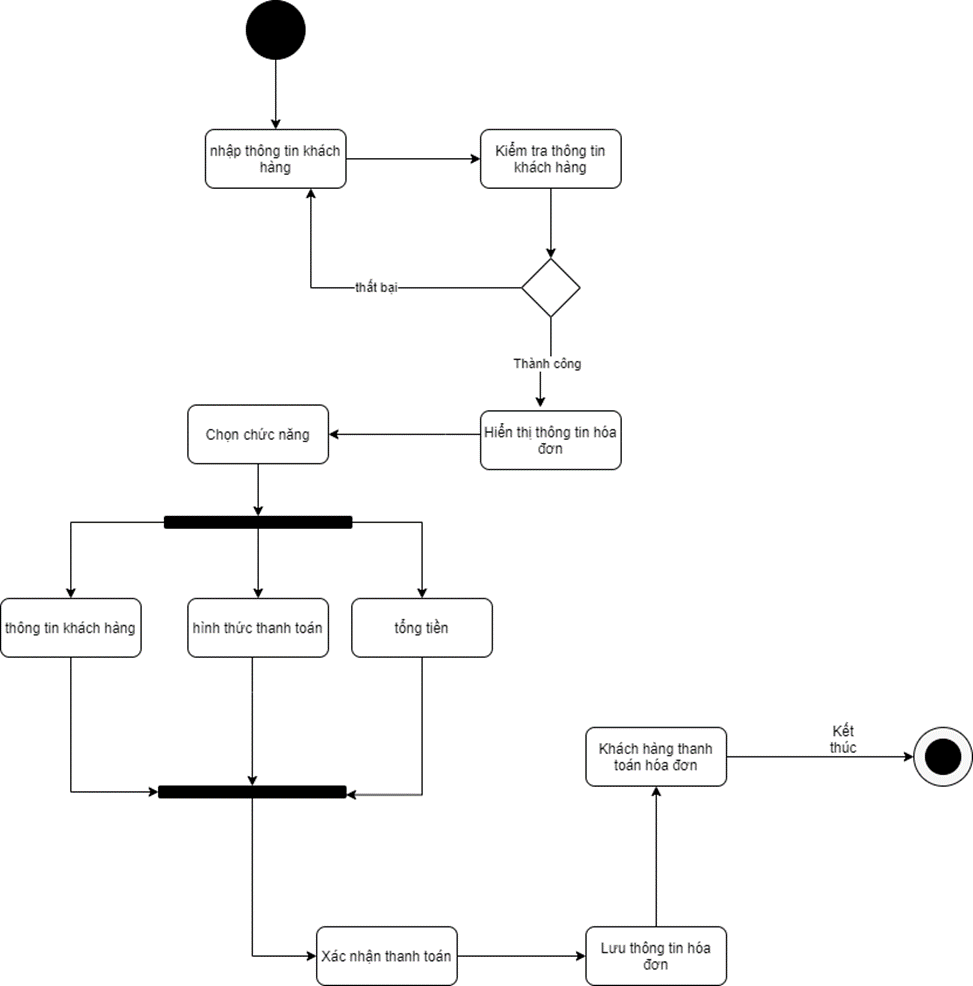 nhập thông tin khách
hàng
Kiểm tra thông tin
khách hàng
thất bại
Thành công
Chọn chức năng
Hiển thị thông tin hóa
đơn
thông tin khách hàng
hình thức thanh toán
tổng tiền
Khách hàng thanh
toán hóa đơn
Kết
thúc
Xác nhận thanh toán
Lưu thông tin hóa
đơn